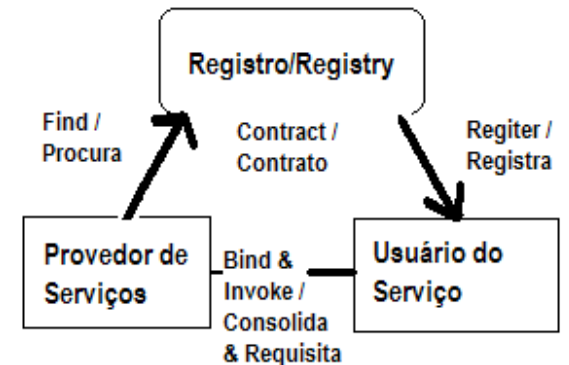 Registro/Registry
Find /
Procura
Contract /
Contrato
Regiter /
Registra
Provedor de
Serviços
Bind &
Invoke /
Consolida
& Requisita
Usuário do
Serviço